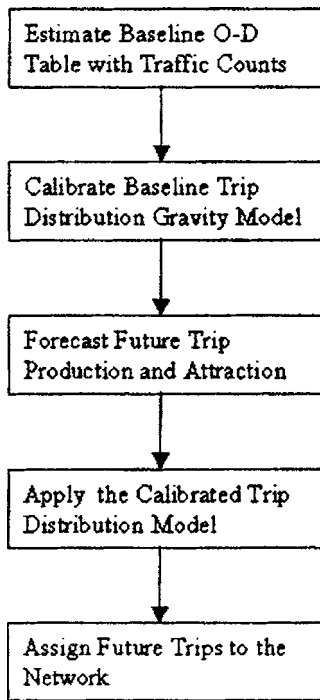 Estimate Baseline O-D
Table with Traffic Counts
Calibrate Baseline Trip
Distribution Gravity Model
Forecast Future Trip
Production and Attraction
Apply the Calibrated Trip
Distribution Model
Assign Future Trips to the
Network